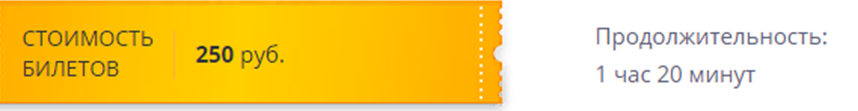 СТОИМОСТЬ
БИЛЕТОВ
250 руб.
Продолжительность:
1 час 20 минут